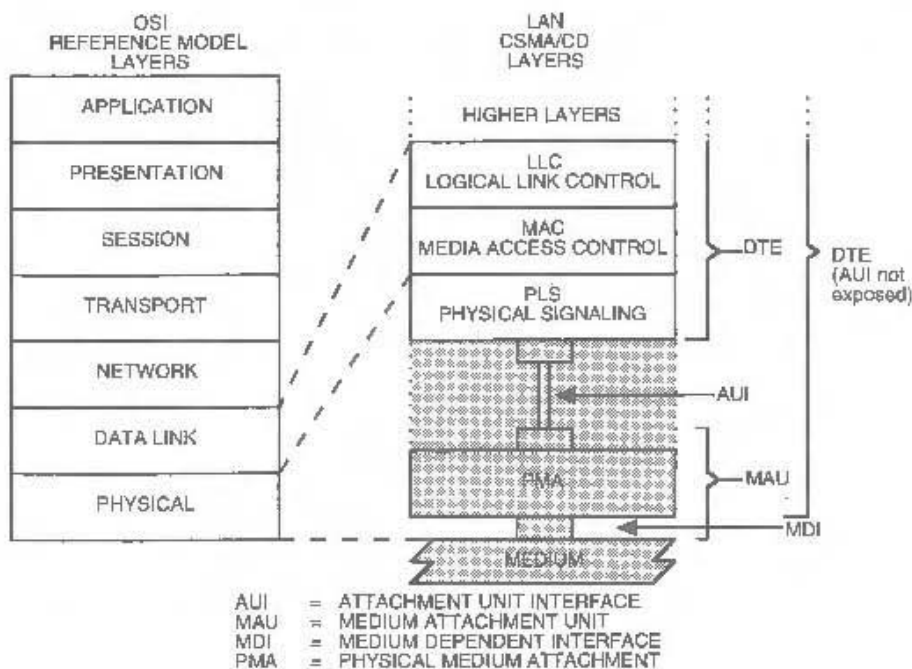 OSI
REFERENCE MODEL
LAYERS
APPLICATION
PRESENTATION
SESSION
TRANSPORT
NETWORK
DATA LINK
PHYSICAL
LAN
CSMA/CD
LAYERS
HIGHER LAYERS
LLC
LOGICAL LINK CONTROL
MAC
MEDIA ACCESS CONTROL
PLS
PHYSICAL SIGNALING
AUI
PMA
MDI
MEDIUM
DTE
MAU
DTE
(AUI not
exposed)
AUI = ATTACHMENT UNIT INTERFACE
MAU = MEDIUM ATTACHMENT UNIT
MDI = MEDIUM DEPENDENT INTERFACE
PMA = PHYSICAL MEDIUM ATTACHMENT